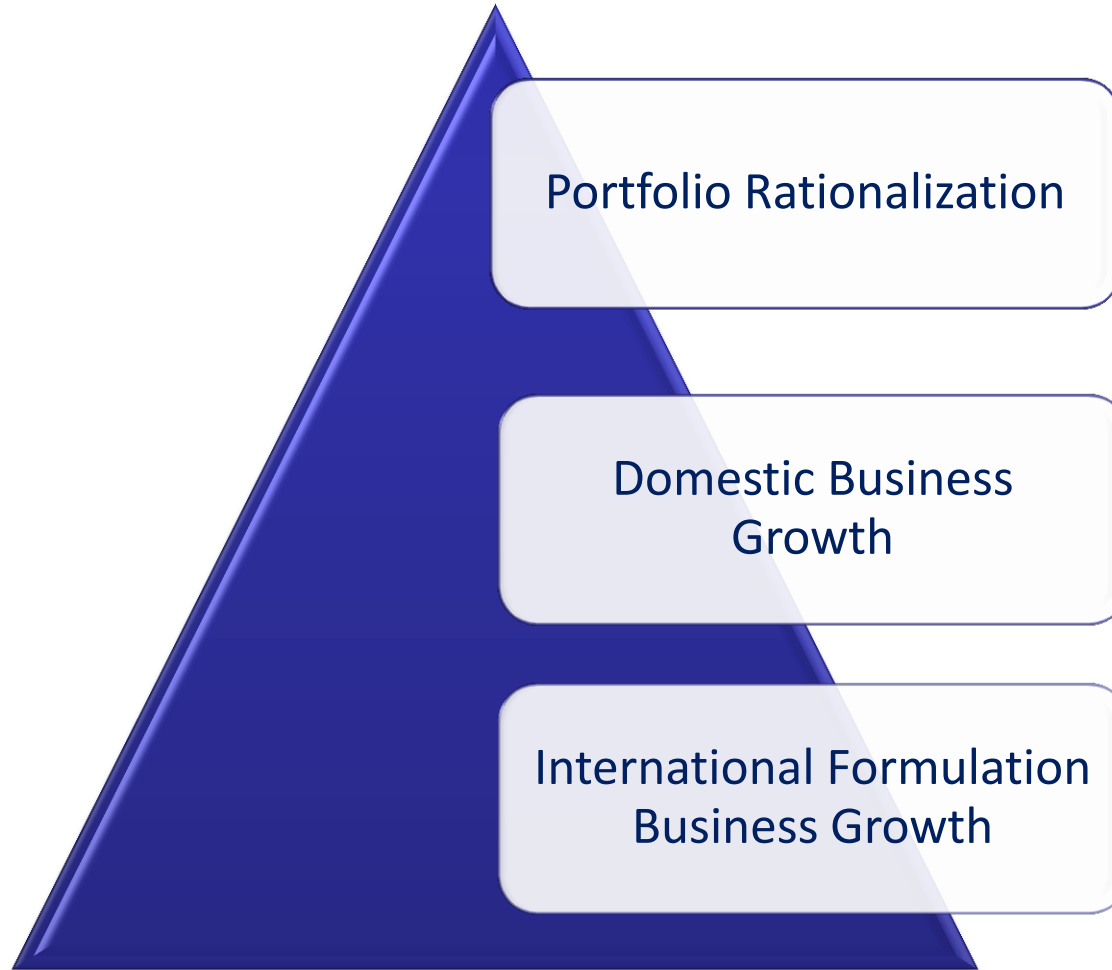 Portfolio Rationalization
Domestic Business
Growth
International Formulation
Business Growth